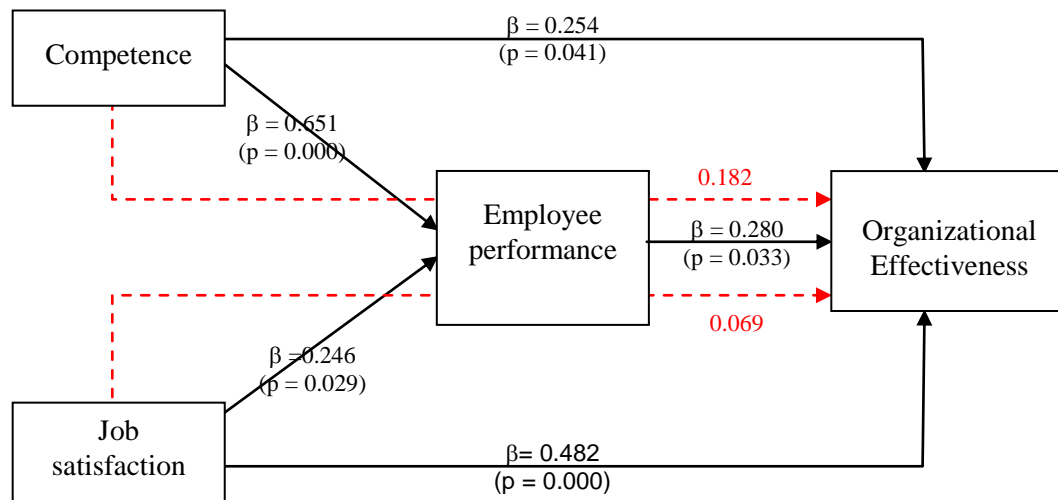 Competence
β = 0.254
(p = 0.041)
β = 0.651
(p = 0.000)
Employee
performance
0.182
β = 0.280
(p = 0.033)
0.069
Organizational
Effectiveness
β =0.246
(p = 0.029)
Job
satisfaction
β= 0.482
(p = 0.000)